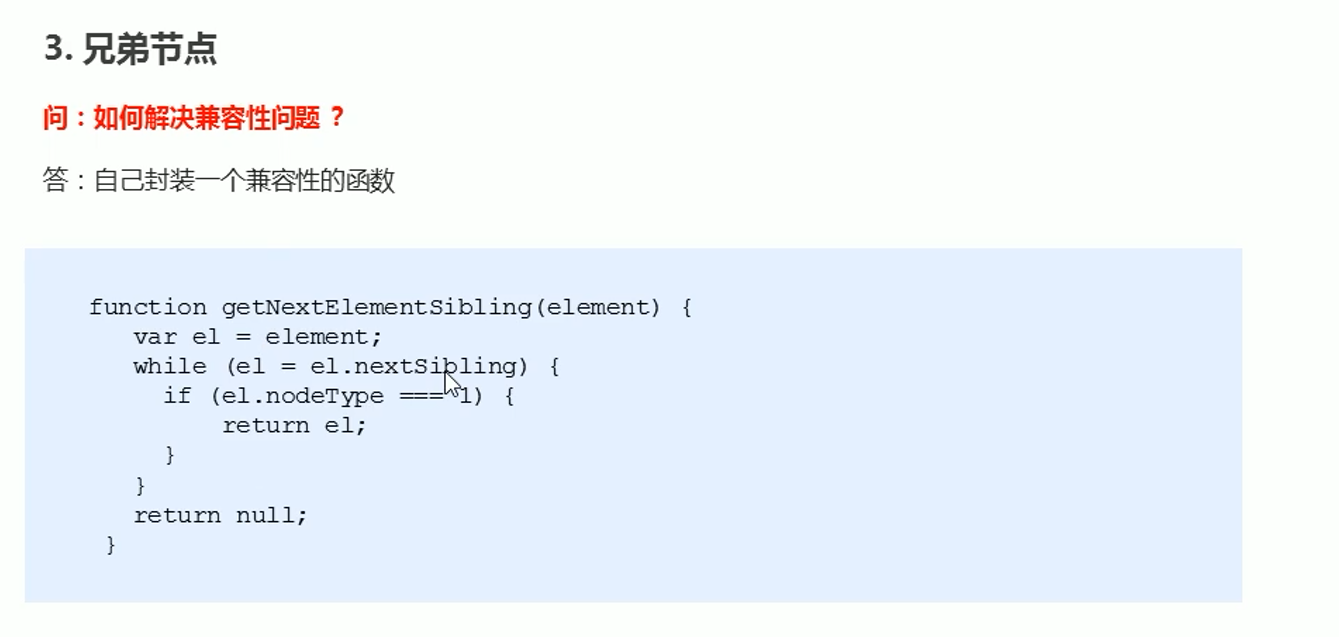 3. 兄弟节点
问：如何解决兼容性问题 ？
答：自己封装一个兼容性的函数
function getNextElementSibling(element) {
var el = element;
while (el = el.nextSibling) {
if (el.nodeType === 1) {
return el;
}
}
return null;
}